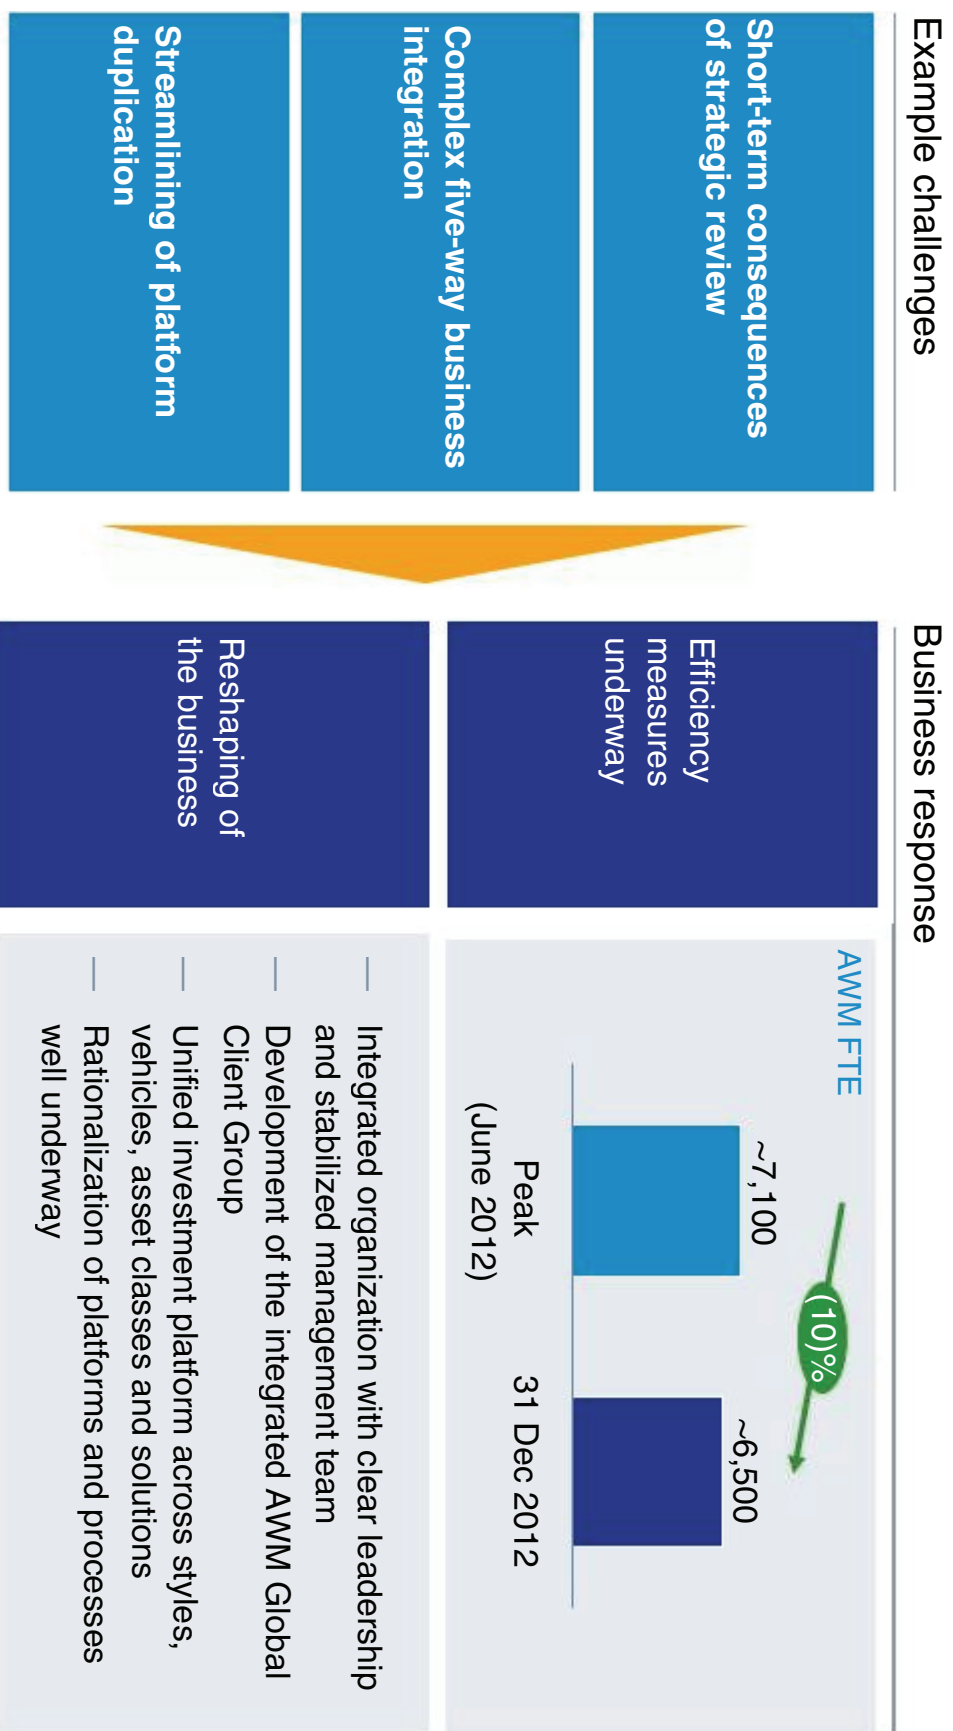 Example challenges
Short-term consequences
of strategic review
Complex five-way business
integration
Streamlining of platform
duplication
Business response
Efficiency
measures
underway
AWM FTE
(10)%
~7,100
~6,500
Peak
(June 2012)
31 Dec 2012
Reshaping of
the business
— Integrated organization with clear leadership
and stabilized management team
— Development of the integrated AWM Global
Client Group
— Unified investment platform across styles,
vehicles, asset classes and solutions
— Rationalization of platforms and processes
well underway